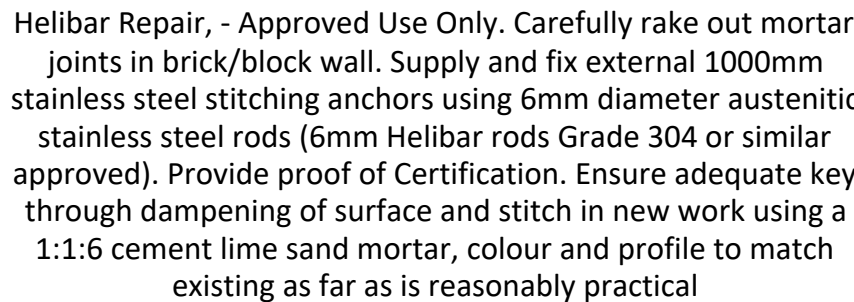 Helibar Repair, - Approved Use Only. Carefully rake out mortar
joints in brick/block wall. Supply and fix external 1000mm
stainless steel stitching anchors using 6mm diameter austenitic
stainless steel rods (6mm Helibar rods Grade 304 or similar
approved). Provide proof of Certification. Ensure adequate key
through dampening of surface and stitch in new work using a
1:1:6 cement lime sand mortar, colour and profile to match
existing as far as is reasonably practical